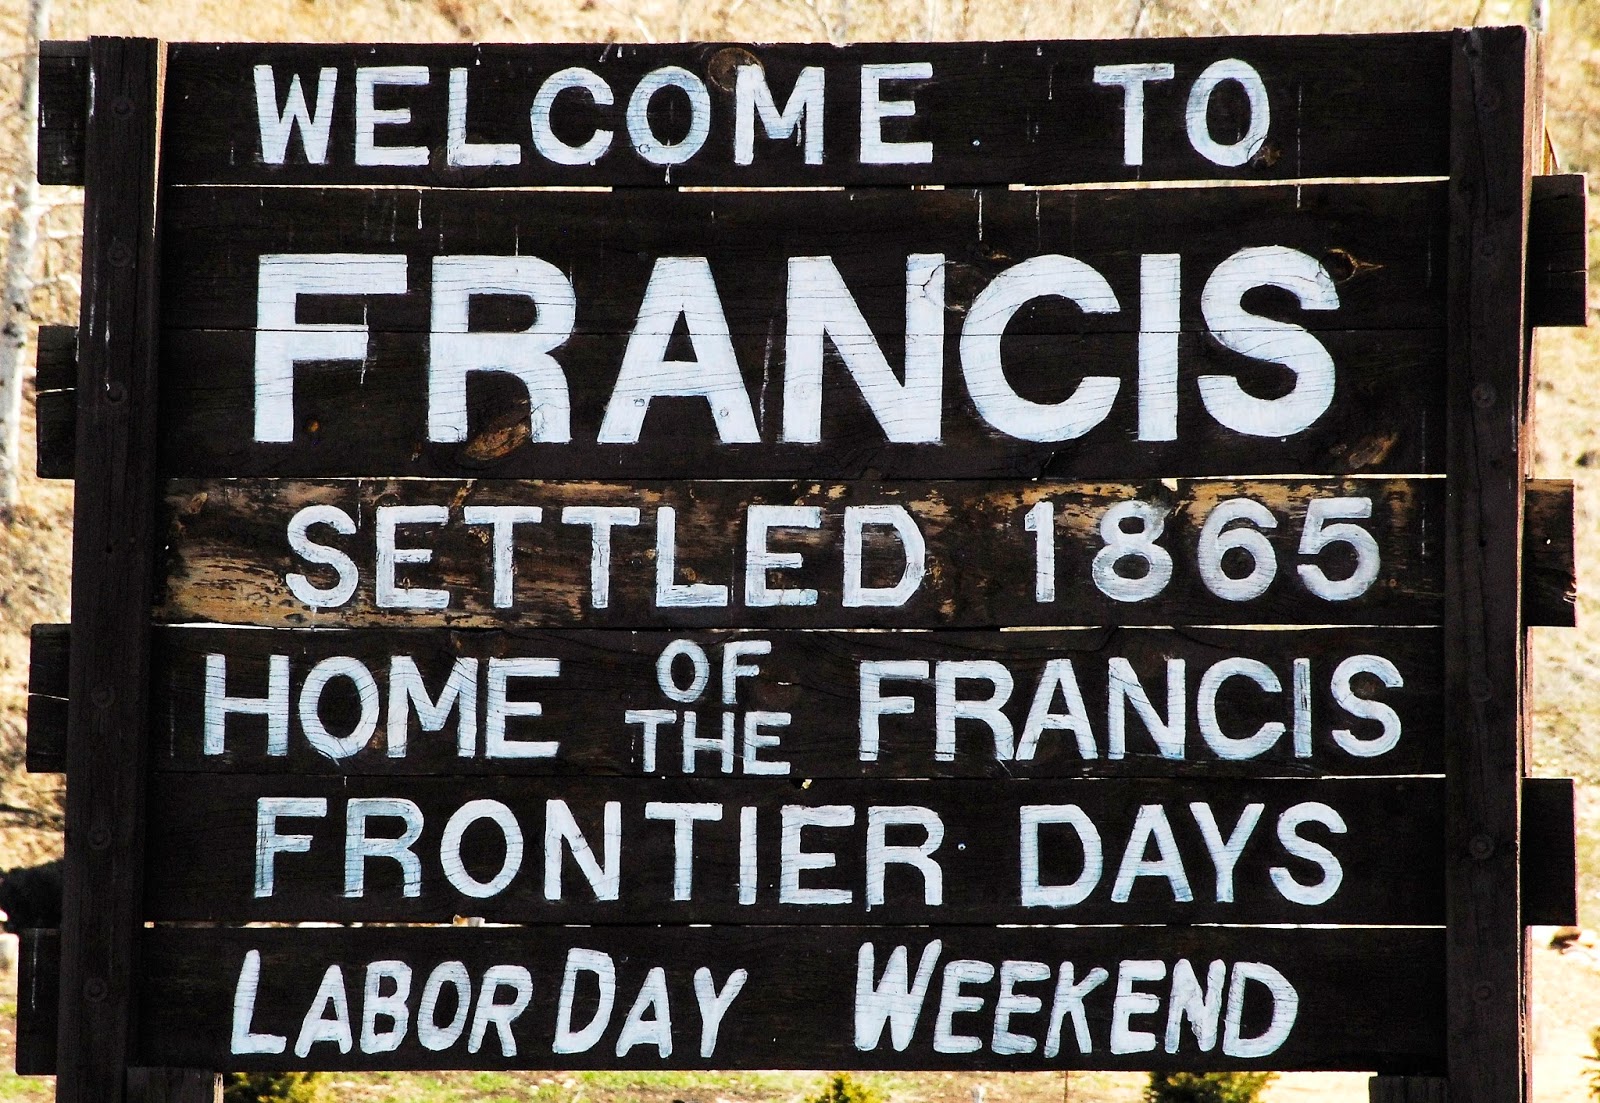 WELCOME TO
FRANCIS
SETTLED 1865
HOME OF THE FRANCIS
FRONTIER DAYS
LABOR DAY WEEKEND